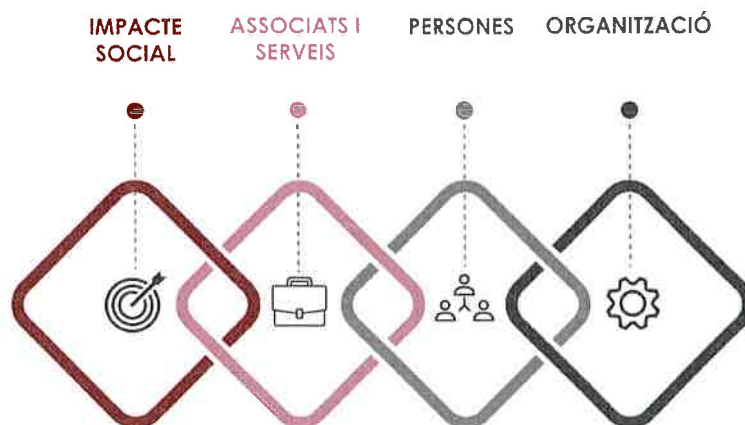 IMPACTE
SOCIAL
ASSOCIATS I
SERVEIS
PERSONES
ORGANITZACIÓ